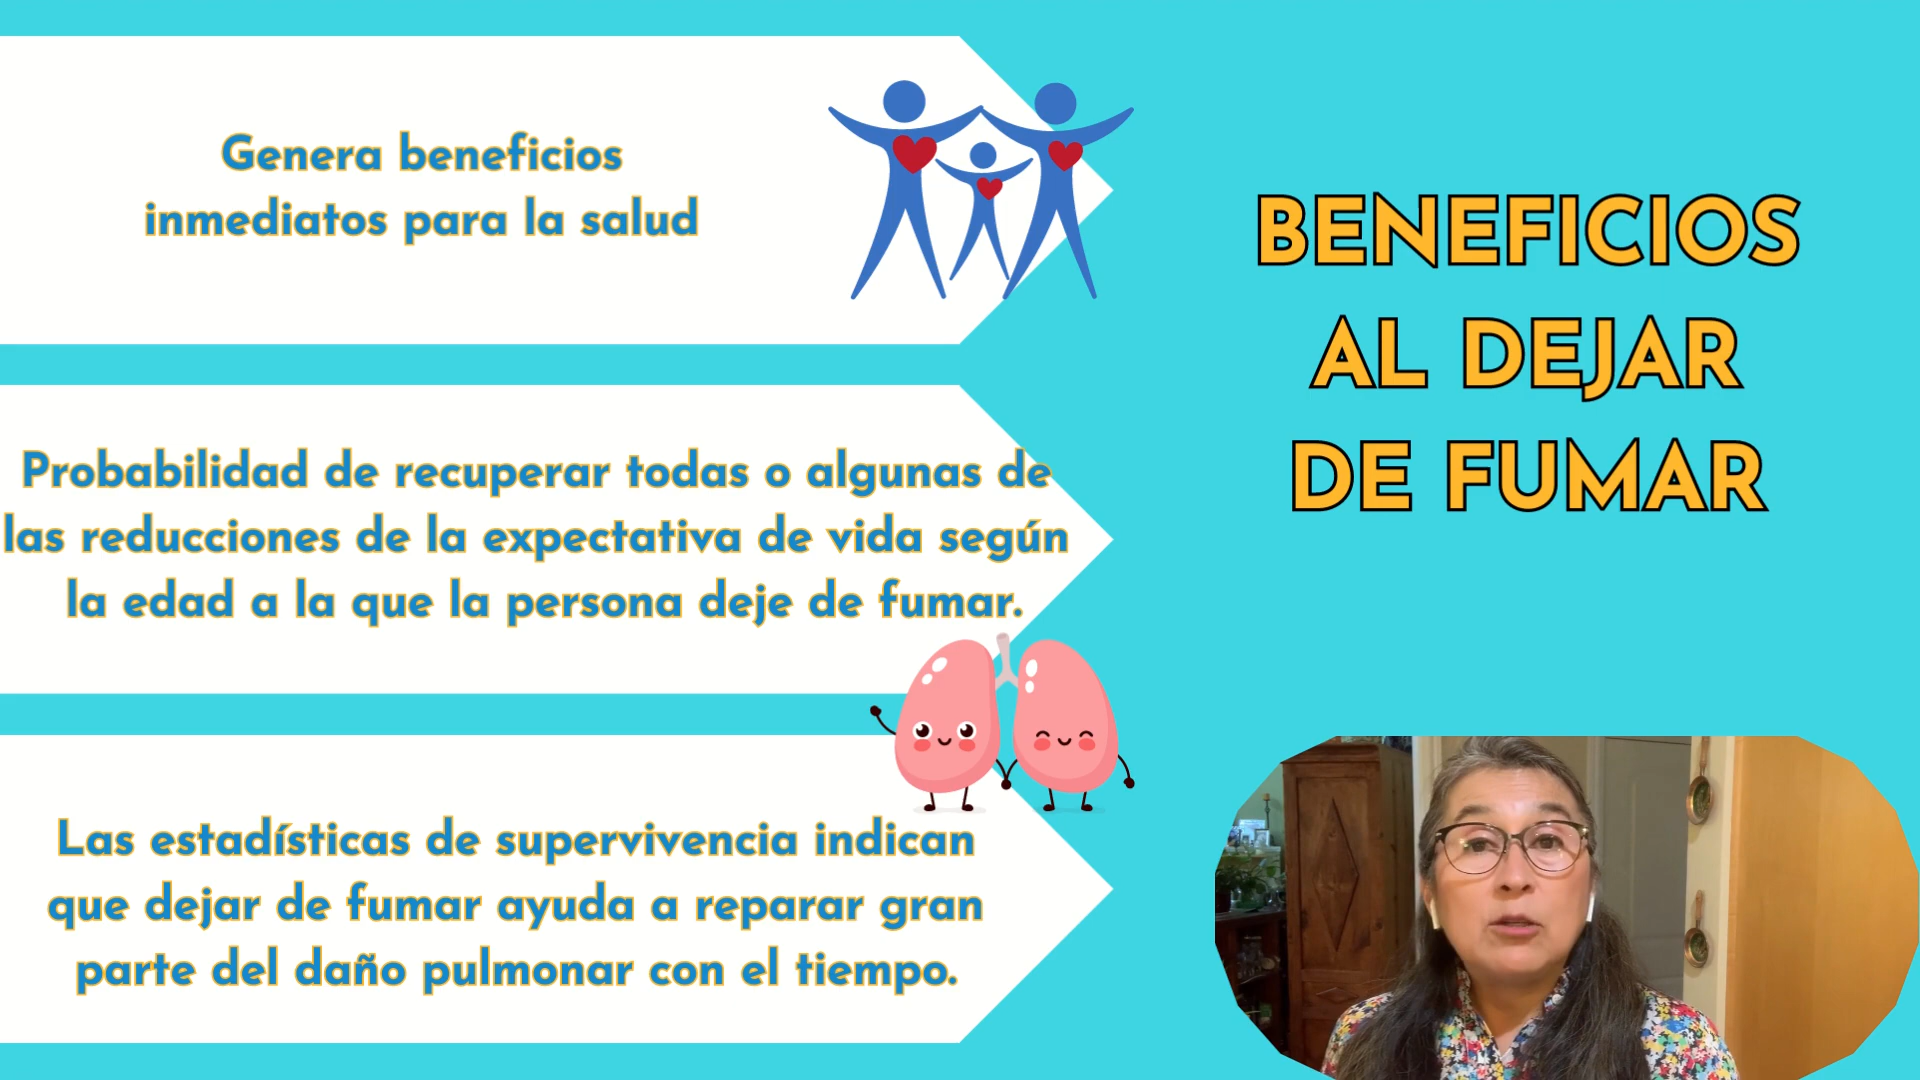 Genera beneficios
inmediatos para la salud
Probabilidad de recuperar todas o algunas de
las reducciones de la expectativa de vida según
la edad a la que la persona deje de fumar.
Las estadísticas de supervivencia indican
que dejar de fumar ayuda a reparar gran
parte del daño pulmonar con el tiempo.
BENEFICIOS
AL DEJAR
DE FUMAR